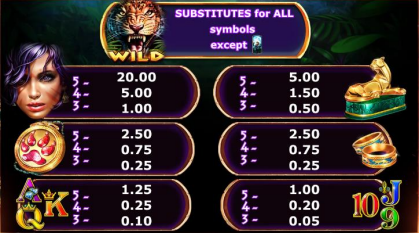 SUBSTITUTES for ALL
symbols
except
WILD
5 - 20.00
4 - 5.00
3 - 1.00
5 - 5.00
4 - 1.50
3 - 0.50
5 - 2.50
4 - 0.75
3 - 0.25
5 - 2.50
4 - 0.75
3 - 0.25
A K Q
5 - 1.25
4 - 0.25
3 - 0.10
5 - 1.00
4 - 0.20
3 - 0.05
10 J 9